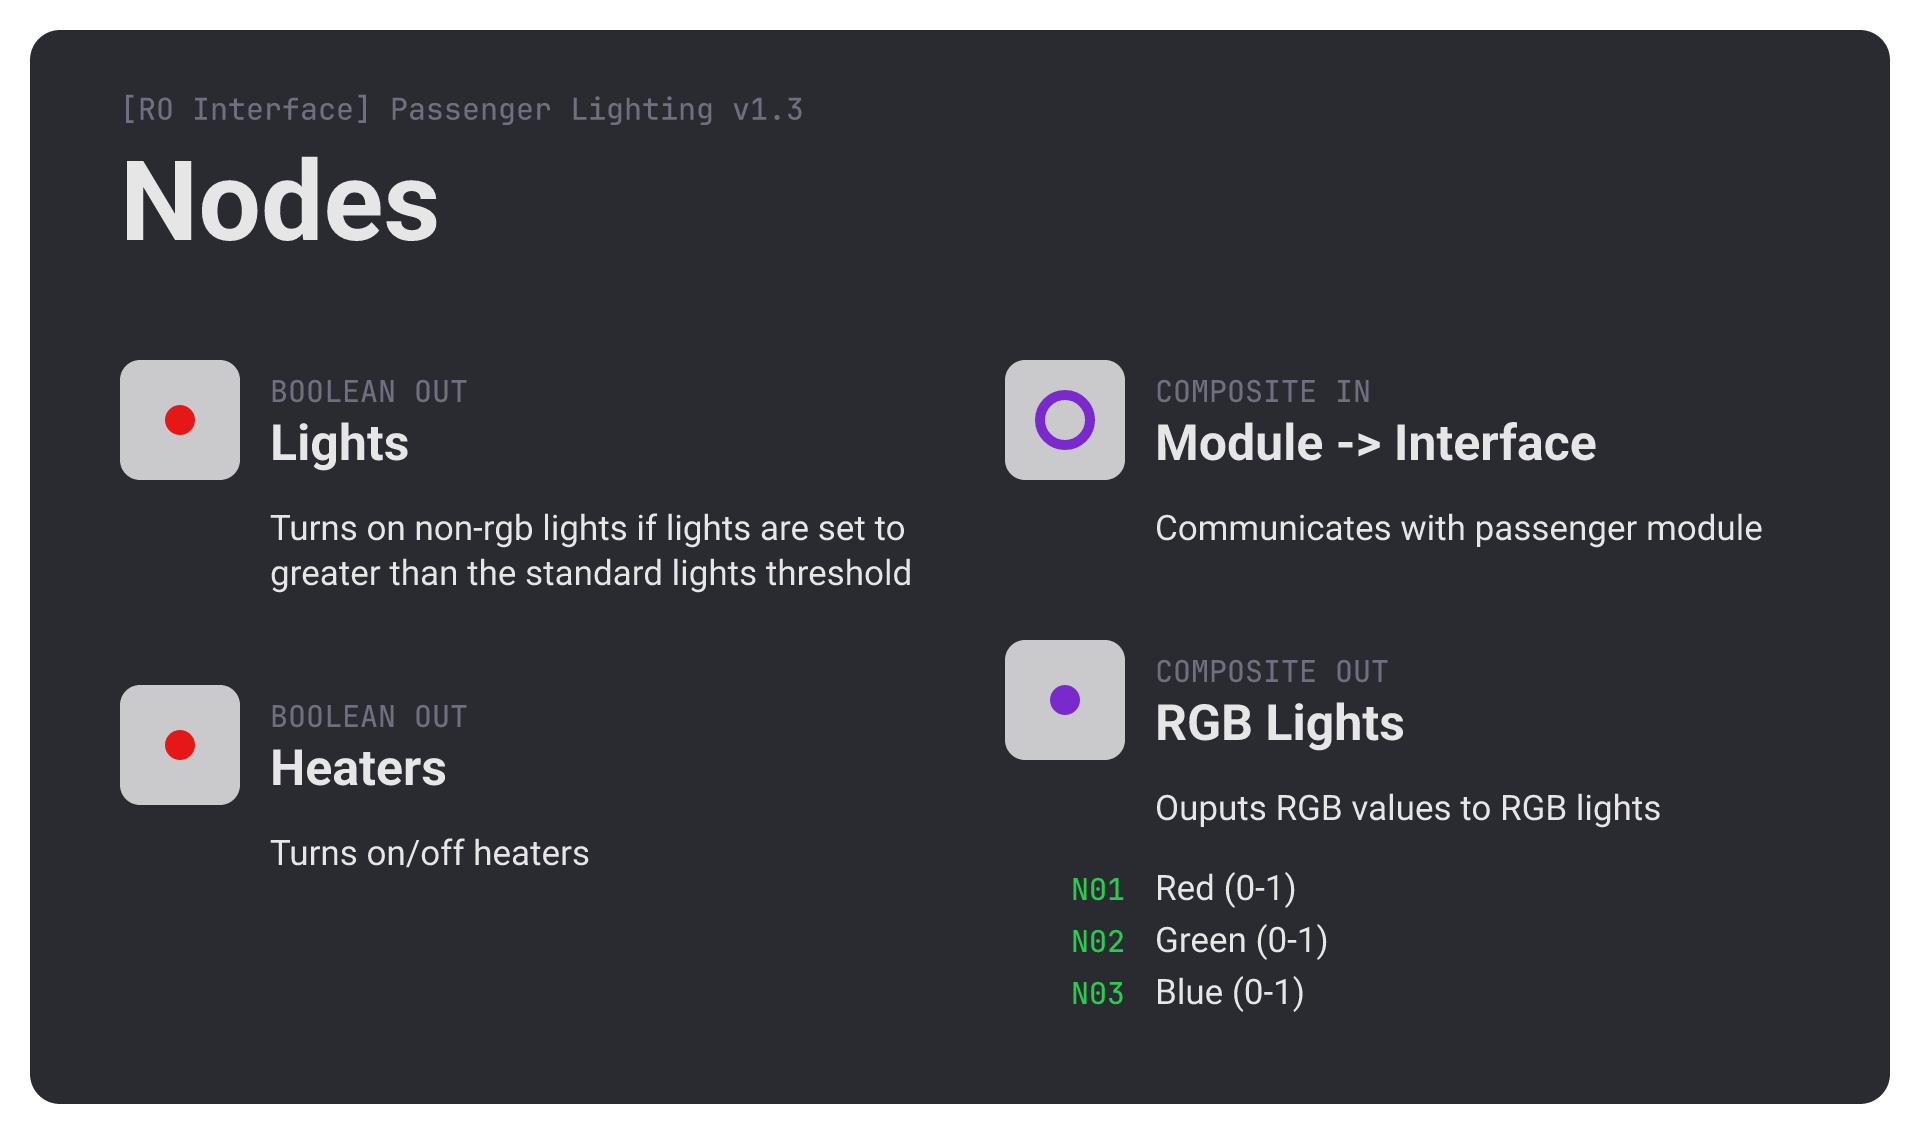 [RO Interface] Passenger Lighting v1.3
Nodes
BOOLEAN OUT
Lights
Turns on non-rgb lights if lights are set to
greater than the standard lights threshold
BOOLEAN OUT
Heaters
Turns on/off heaters
COMPOSITE IN
Module -> Interface
Communicates with passenger module
COMPOSITE OUT
RGB Lights
Ouputs RGB values to RGB lights
N01 Red (0-1)
N02 Green (0-1)
N03 Blue (0-1)